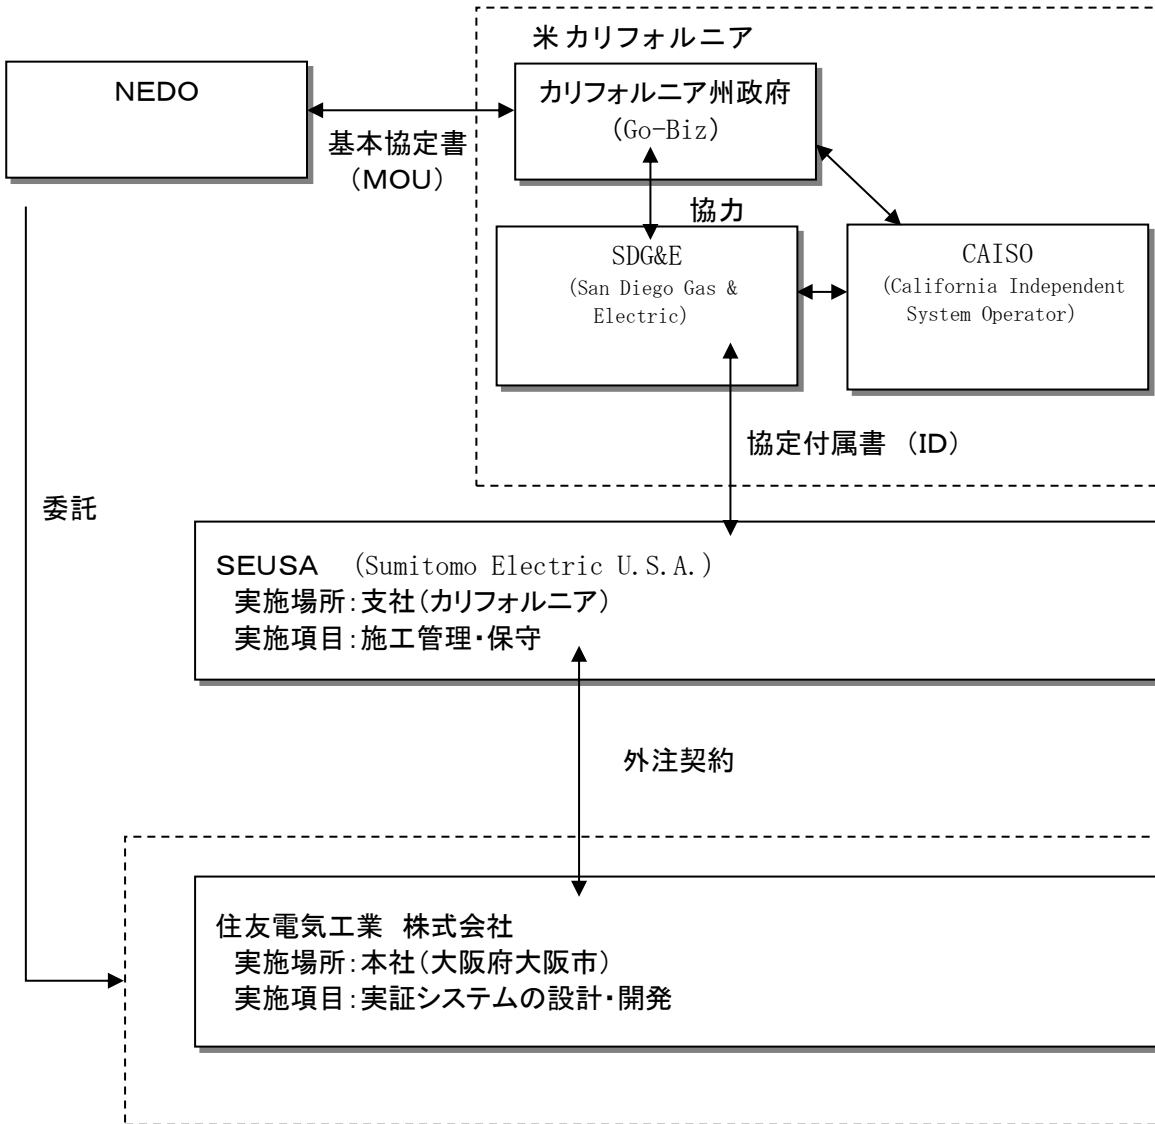 米カリフォルニア
NEDO
カリフォルニア州政府
(Go-Biz)
基本協定書
(MOU)
協力
SDG&E
(San Diego Gas &
Electric)
CAISO
(California Independent
System Operator)
協定付属書 (ID)
委託
SEUSA (Sumitomo Electric U.S.A.)
実施場所:支社(カリフォルニア)
実施項目:施工管理・保守
外注契約
住友電気工業 株式会社
実施場所:本社(大阪府大阪市)
実施項目:実証システムの設計・開発